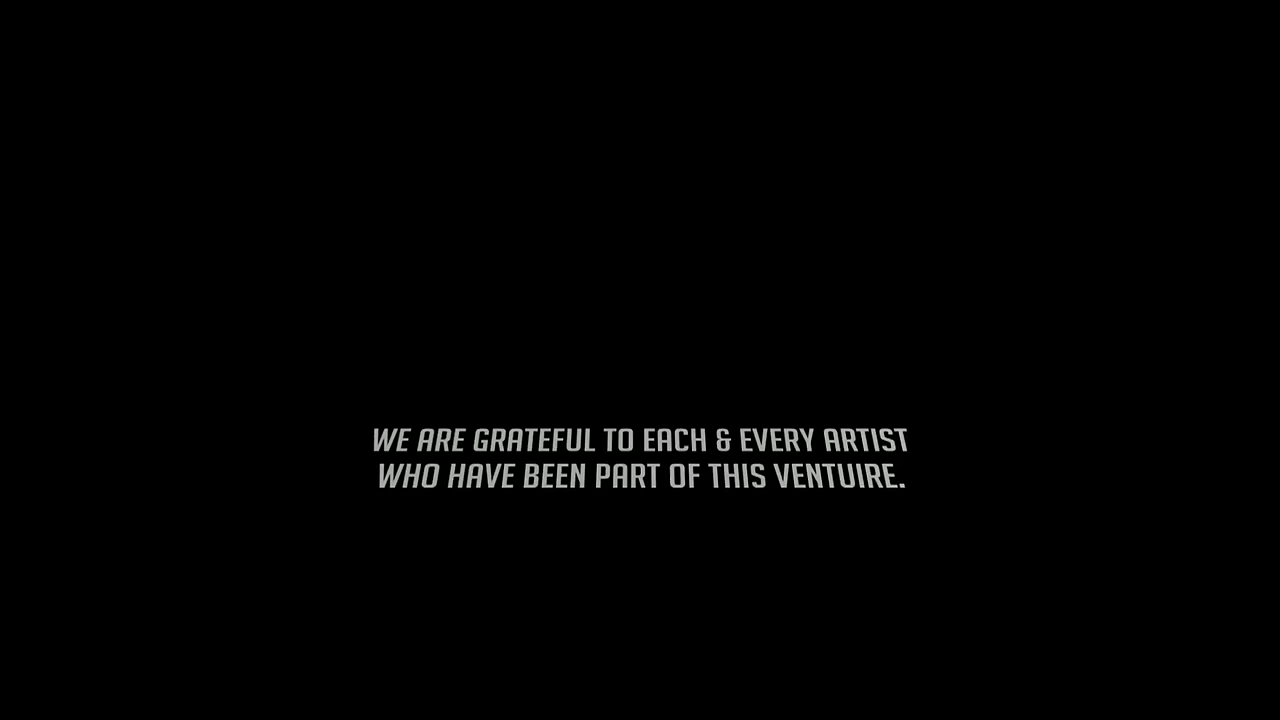 WE ARE GRATEFUL TO EACH & EVERY ARTIST
WHO HAVE BEEN PART OF THIS VENTUIRE.